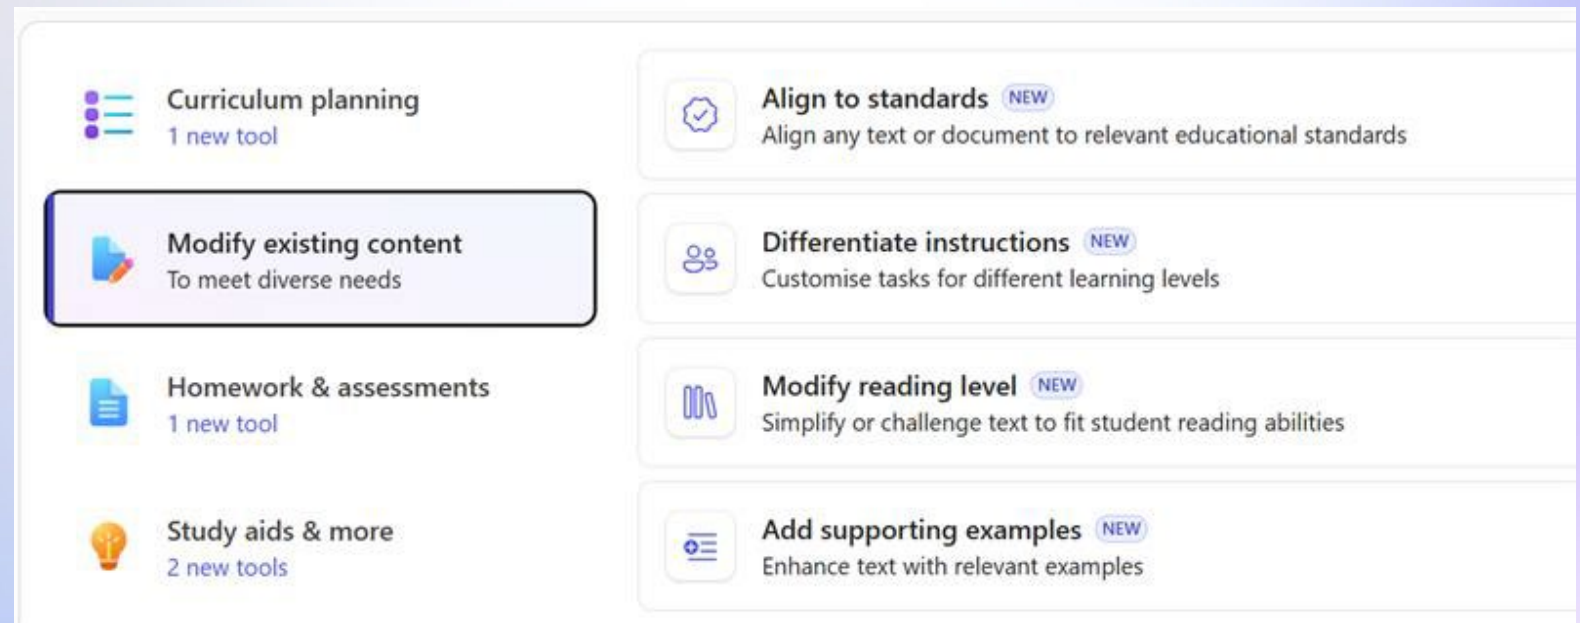 Curriculum planning
1 new tool
Modify existing content
To meet diverse needs
Homework & assessments
1 new tool
Study aids & more
2 new tools
Align to standards NEW
Align any text or document to relevant educational standards
Differentiate instructions NEW
Customise tasks for different learning levels
Modify reading level NEW
Simplify or challenge text to fit student reading abilities
Add supporting examples NEW
Enhance text with relevant examples